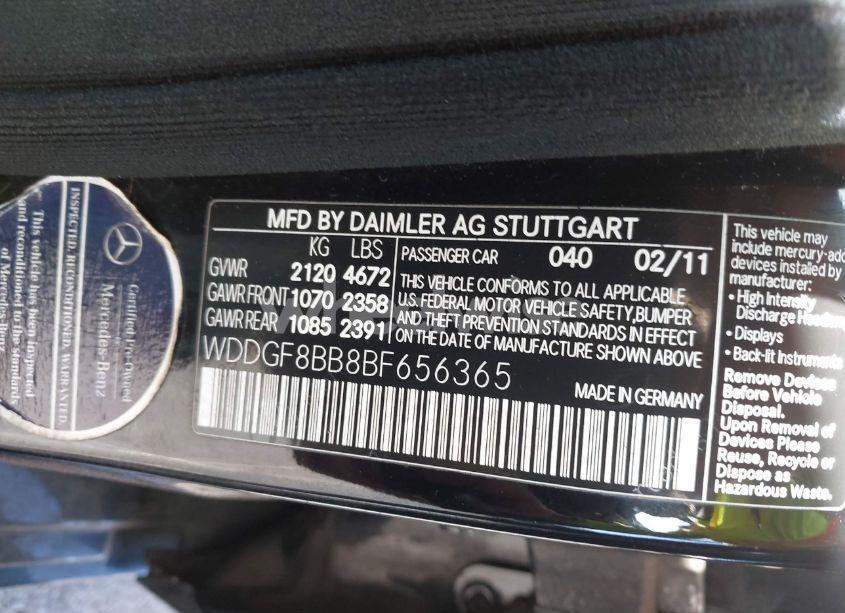 MFD BY DAIMLER AG STUTTGART
KG LBS
GVWR 2120 4672
GAWR FRONT 1070 2358
GAWR REAR 1085 2391
PASSENGER CAR 040 02/11
THIS VEHICLE CONFORMS TO ALL APPLICABLE
U.S. FEDERAL MOTOR VEHICLE SAFETY,BUMPER
AND THEFT PREVENTION STANDARDS IN EFFECT
ON THE DATE OF MANUFACTURE SHOWN ABOVE
WDDGF8BB8BF656365
MADE IN GERMANY
This vehicle may
include mercury-add
devices installed by
manufacturer:
• High Intensity
Discharge
• Displays
• Back-lit Instruments
Remove Devices
Before Vehicle
Disposal.
Upon Removal of
Devices Please
Reuse, Recycle or
Dispose as
Hazardous Waste.
Certified Pre-Owned
Mercedes-Benz
INSPECTED, RECONDITIONED, WARRANTED.
This vehicle has been inspected
and reconditioned to the standards
of Mercedes-Benz